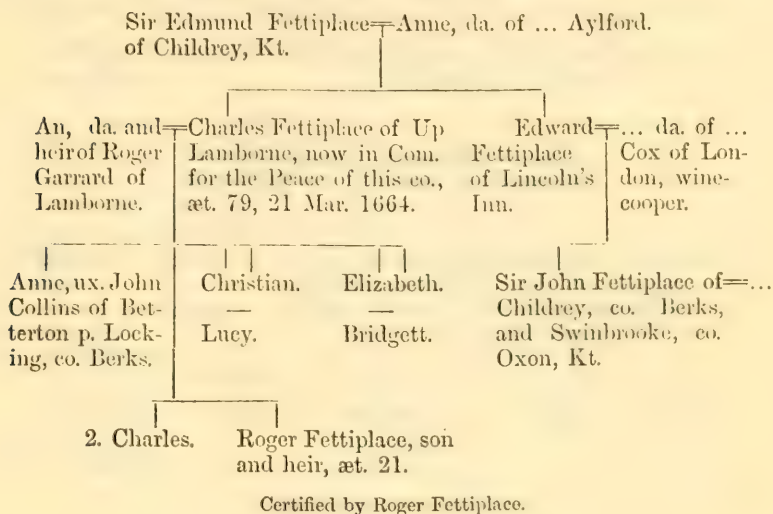 Sir Edmund Fettiplace=Anne, da. of ... Aylford.
of Childrey, Kt.
An, da. and=Charles Fettiplace of Up
heir of Roger Lamborne, now in Com.
Garrard of for the Peace of this co.,
Lamborne. æt. 79, 21 Mar. 1664.
Edward=... da. of ...
Fettiplace Cox of Lon-
of Lincoln's don, wine-
Inn. cooper.
Anne, ux. John
Collins of Bet-
terton p. Lock-
ing, co. Berks.
Christian.
—
Lucy.
Elizabeth.
—
Bridgett.
Sir John Fettiplace of=...
Childrey, co. Berks,
and Swinbrooke, co.
Oxon, Kt.
2. Charles.
Roger Fettiplace, son
and heir, æt. 21.
Certified by Roger Fettiplace.